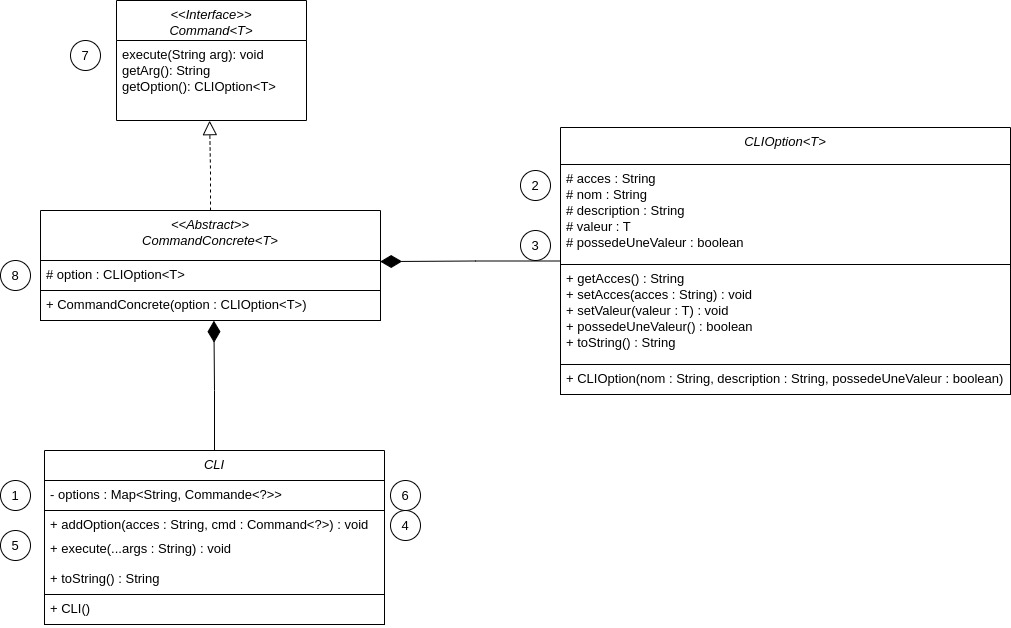 <<Interface>>
Command<T>
7
execute(String arg): void
getArg(): String
getOption(): CLIOption<T>
CLIOption<T>
2
# acces : String
# nom : String
# description : String
# valeur : T
3
# possedeUneValeur : boolean
<<Abstract>>
CommandConcrete<T>
8
# option : CLIOption<T>
+ CommandConcrete(option : CLIOption<T>)
+ getAcces() : String
+ setAcces(acces : String) : void
+ setValeur(valeur : T) : void
+ possedeUneValeur() : boolean
+ toString() : String
+ CLIOption(nom : String, description : String, possedeUneValeur : boolean)
CLI
1
- options : Map<String, Commande<?>>
6
+ addOption(acces : String, cmd : Command<?>) : void
4
5
+ execute(...args : String) : void
+ toString() : String
+ CLI()